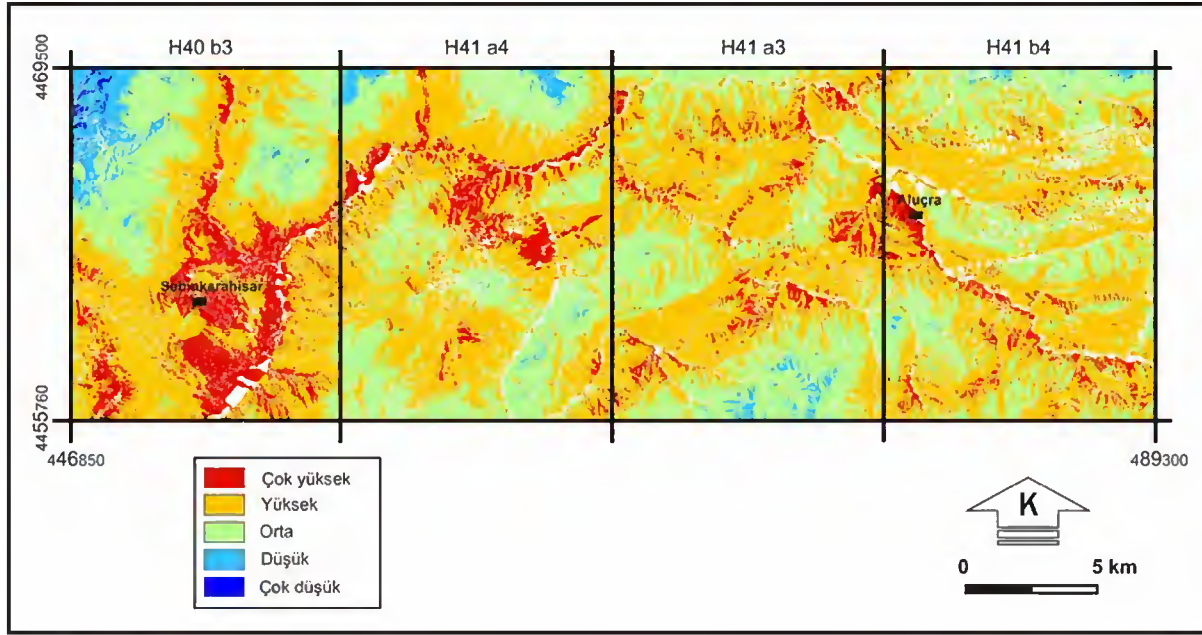 H40 b3 H41 a4 H41 a3 H41 b4
4469500
Aluçra
Şebinkarahisar
4455760
446850 489300
Çok yüksek
Yüksek
Orta
Düşük
Çok düşük
K
0 5 km